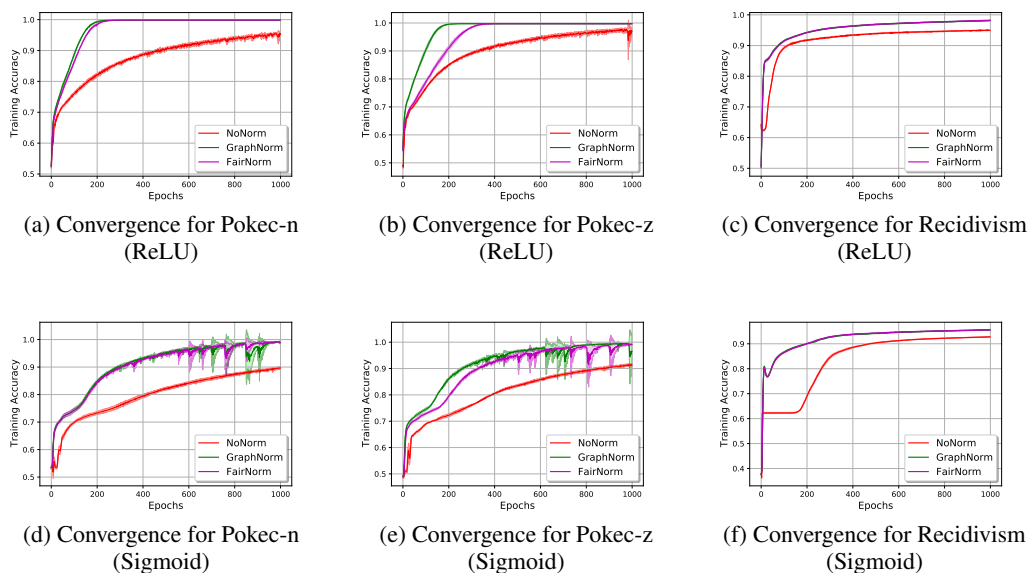 1.0
0.9
0.8
0.7
0.6
0.5
Training Accuracy
NoNorm
GraphNorm
FairNorm
0 200 400 600 800 1000
Epochs
(a) Convergence for Pokec-n
(ReLU)
1.0
0.9
0.8
0.7
0.6
0.5
Training Accuracy
NoNorm
GraphNorm
FairNorm
0 200 400 600 800 1000
Epochs
(b) Convergence for Pokec-z
(ReLU)
1.0
0.9
0.8
0.7
0.6
0.5
Training Accuracy
NoNorm
GraphNorm
FairNorm
0 200 400 600 800 1000
Epochs
(c) Convergence for Recidivism
(ReLU)
1.0
0.9
0.8
0.7
0.6
0.5
Training Accuracy
NoNorm
GraphNorm
FairNorm
0 200 400 600 800 1000
Epochs
(d) Convergence for Pokec-n
(Sigmoid)
1.0
0.9
0.8
0.7
0.6
0.5
Training Accuracy
NoNorm
GraphNorm
FairNorm
0 200 400 600 800 1000
Epochs
(e) Convergence for Pokec-z
(Sigmoid)
0.9
0.8
0.7
0.6
0.5
0.4
Training Accuracy
NoNorm
GraphNorm
FairNorm
0 200 400 600 800 1000
Epochs
(f) Convergence for Recidivism
(Sigmoid)